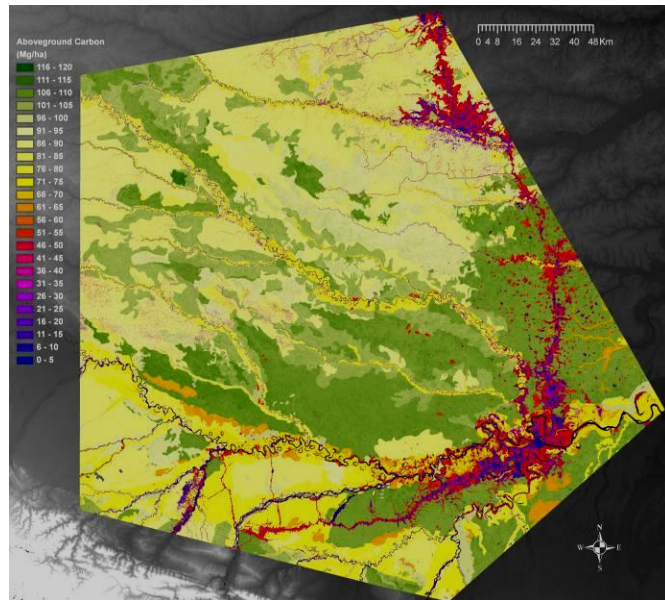 Aboveground Carbon
(Mg/ha)
116 - 120
111 - 115
106 - 110
101 - 105
96 - 100
91 - 95
86 - 90
81 - 85
76 - 80
71 - 75
66 - 70
61 - 65
56 - 60
51 - 55
46 - 50
41 - 45
36 - 40
31 - 35
26 - 30
21 - 25
16 - 20
11 - 15
6 - 10
0 - 5
0 4 8 16 24 32 40 48 Km
N
W E
S